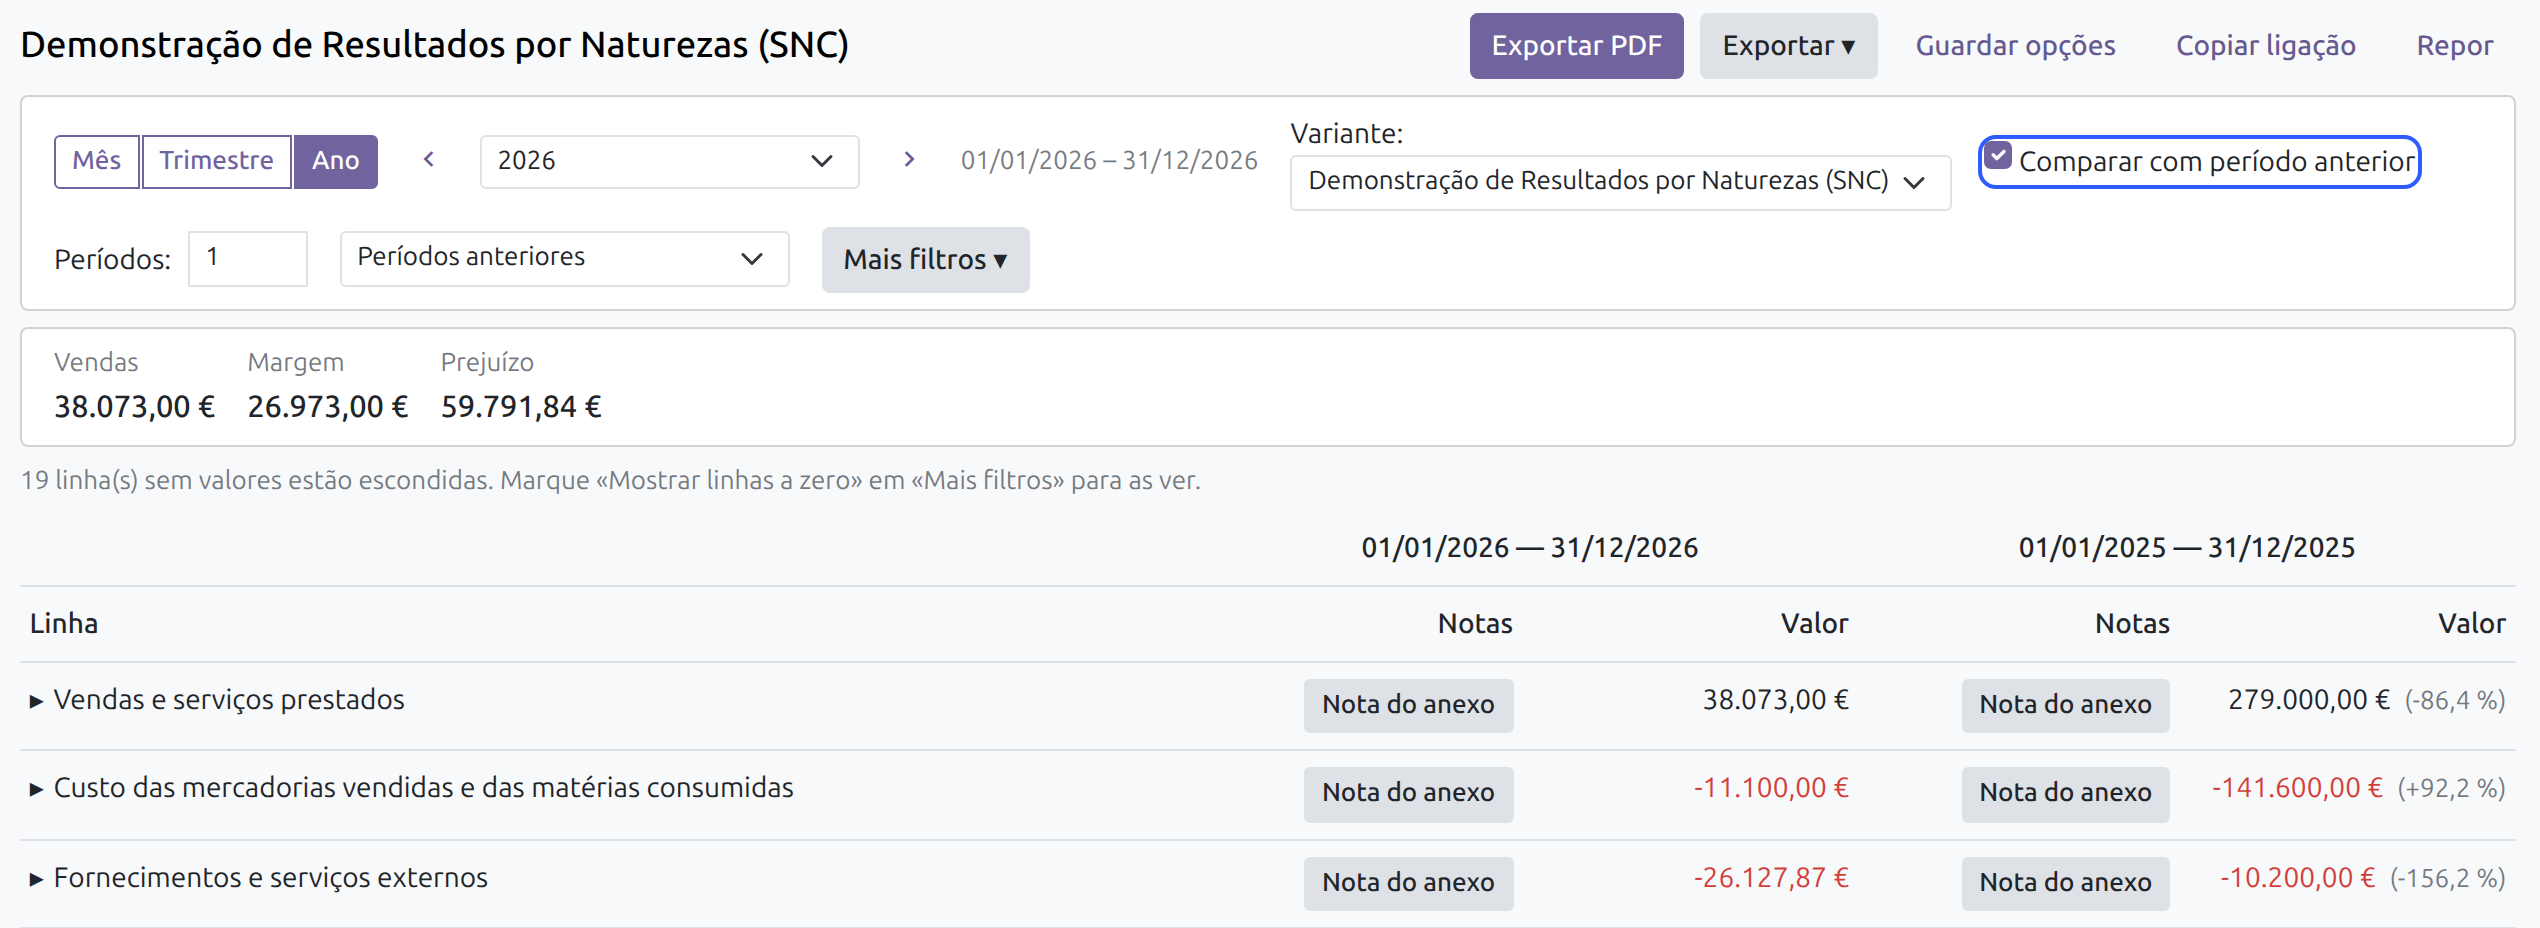 Demonstração de Resultados por Naturezas (SNC)
Exportar PDF
Exportar ▾
Guardar opções
Copiar ligação
Repor
Mês
Trimestre
Ano
‹
2026
›
01/01/2026 – 31/12/2026
Variante:
Demonstração de Resultados por Naturezas (SNC)
Comparar com período anterior
Períodos:
1
Períodos anteriores
Mais filtros ▾
Vendas
Margem
Prejuízo
38.073,00 €
26.973,00 €
59.791,84 €
19 linha(s) sem valores estão escondidas. Marque «Mostrar linhas a zero» em «Mais filtros» para as ver.
01/01/2026 — 31/12/2026
01/01/2025 — 31/12/2025
Linha
Notas
Valor
Notas
Valor
▸ Vendas e serviços prestados
Nota do anexo
38.073,00 €
Nota do anexo
279.000,00 € (-86,4 %)
▸ Custo das mercadorias vendidas e das matérias consumidas
Nota do anexo
-11.100,00 €
Nota do anexo
-141.600,00 € (+92,2 %)
▸ Fornecimentos e serviços externos
Nota do anexo
-26.127,87 €
Nota do anexo
-10.200,00 € (-156,2 %)